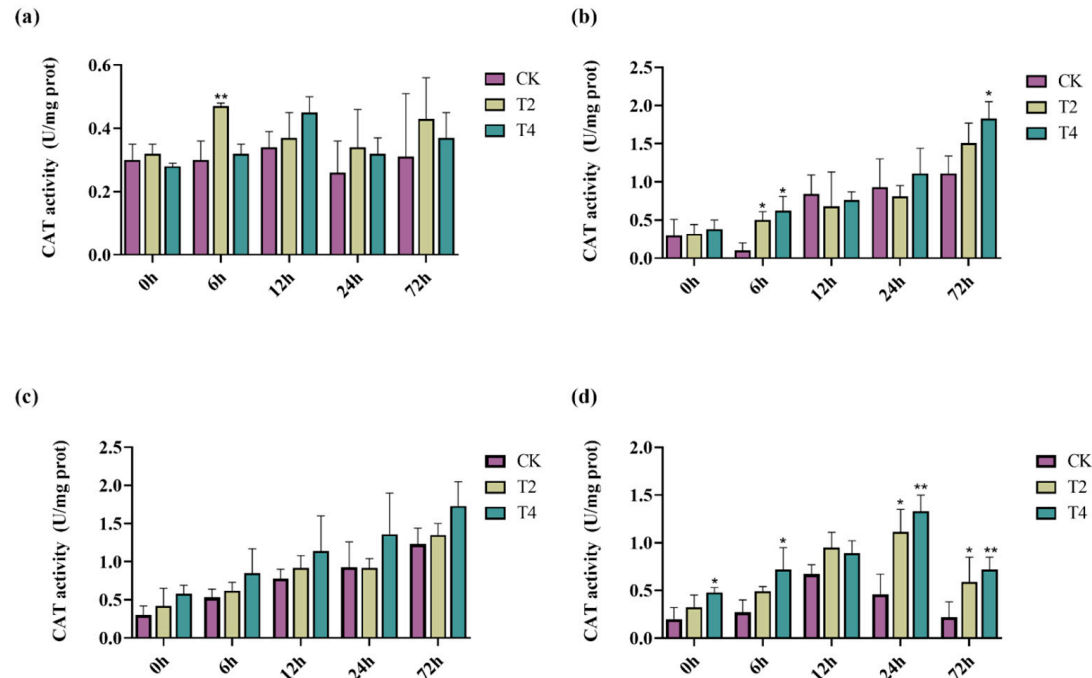 (a)
CAT activity (U/mg prot)
0.6
0.4
0.2
0.0
**
0h
6h
12h
24h
72h
CK
T2
T4
(b)
CAT activity (U/mg prot)
2.5
2.0
1.5
1.0
0.5
0.0
*
*
*
0h
6h
12h
24h
72h
CK
T2
T4
(c)
CAT activity (U/mg prot)
2.5
2.0
1.5
1.0
0.5
0.0
0h
6h
12h
24h
72h
CK
T2
T4
(d)
CAT activity (U/mg prot)
2.0
1.5
1.0
0.5
0.0
*
*
*
**
*
**
0h
6h
12h
24h
72h
CK
T2
T4